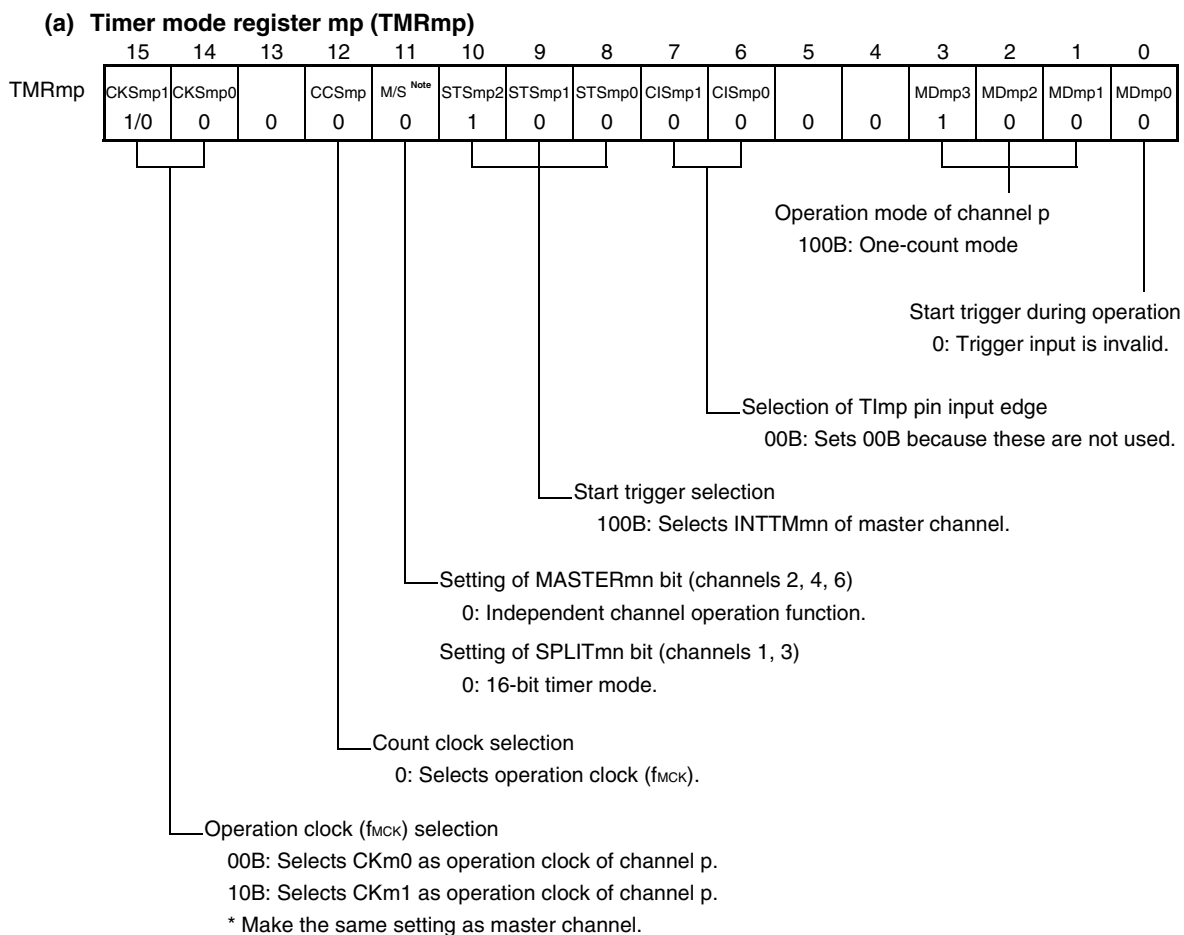 (a) Timer mode register mp (TMRmp)
15 14 13 12 11 10 9 8 7 6 5 4 3 2 1 0
TMRmp CKSmp1 CKSmp0 CCSmp M/S Note STSmp2 STSmp1 STSmp0 CISmp1 CISmp0 MDmp3 MDmp2 MDmp1 MDmp0
1/0 0 0 0 0 1 0 0 0 0 0 0 1 0 0 0
Operation mode of channel p
100B: One-count mode
Start trigger during operation
0: Trigger input is invalid.
Selection of TImp pin input edge
00B: Sets 00B because these are not used.
Start trigger selection
100B: Selects INTTMmn of master channel.
Setting of MASTERmn bit (channels 2, 4, 6)
0: Independent channel operation function.
Setting of SPLITmn bit (channels 1, 3)
0: 16-bit timer mode.
Count clock selection
0: Selects operation clock (fMCK).
Operation clock (fMCK) selection
00B: Selects CKm0 as operation clock of channel p.
10B: Selects CKm1 as operation clock of channel p.
* Make the same setting as master channel.